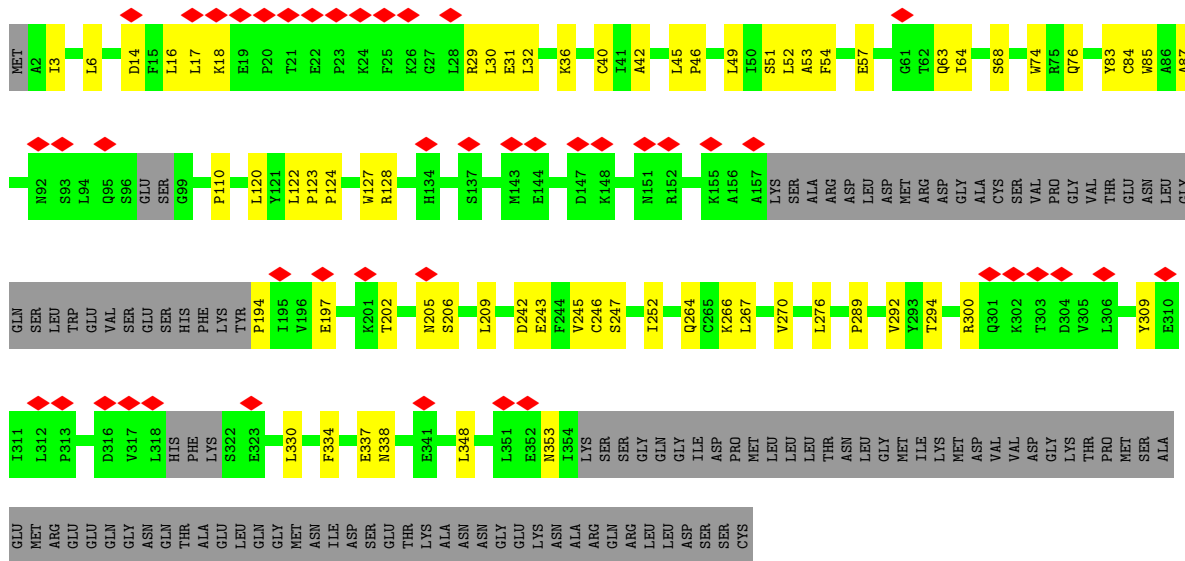 MET A2 I3 L6 D14 F15 L16 L17 K18 E19 P20 T21 E22 P23 K24 F25 K26 G27 L28 R29 L30 E31 L32 K36 C40 I41 A42 L45 P46 L49 I50 S51 L52 A53 F54 E57 G61 T62 Q63 I64 S68 W74 R75 Q76 Y83 C84 W85 A86 A87
N92 S93 L94 Q95 S96 GLU SER G99 P110 L120 Y121 L122 P123 P124 W127 R128 H134 S137 M143 E144 D147 K148 N151 R152 K155 A156 A157 LYS SER ALA ARG ASP LEU ASP MET ARG ASP GLY ALA CYS SER VAL PRO GLY VAL THR GLU ASN LEU GLY
GLN SER LEU TRP GLU VAL SER GLU SER HIS PHE LYS TYR P194 I195 V196 E197 K201 T202 N205 S206 L209 D242 E243 F244 V245 C246 S247 I252 Q264 C265 K266 L267 V270 L276 P289 V292 Y293 T294 R300 Q301 K302 T303 D304 V305 L306 Y309 E310
I311 L312 P313 D316 V317 L318 HIS PHE LYS S322 E323 L330 F334 E337 N338 E341 L348 L351 E352 N353 I354 LYS SER SER GLY GLN GLY ILE ASP PRO MET LEU LEU LEU THR ASN LEU GLY MET ILE LYS MET ASP VAL VAL ASP GLY LYS THR PRO MET SER ALA
GLU MET ARG GLU GLU GLN GLY ASN GLN THR ALA GLU LEU GLN GLY MET ASN ILE ASP SER GLU THR LYS ALA ASN ASN GLY GLU LYS ASN ALA ARG GLN ARG LEU LEU ASP SER SER CYS